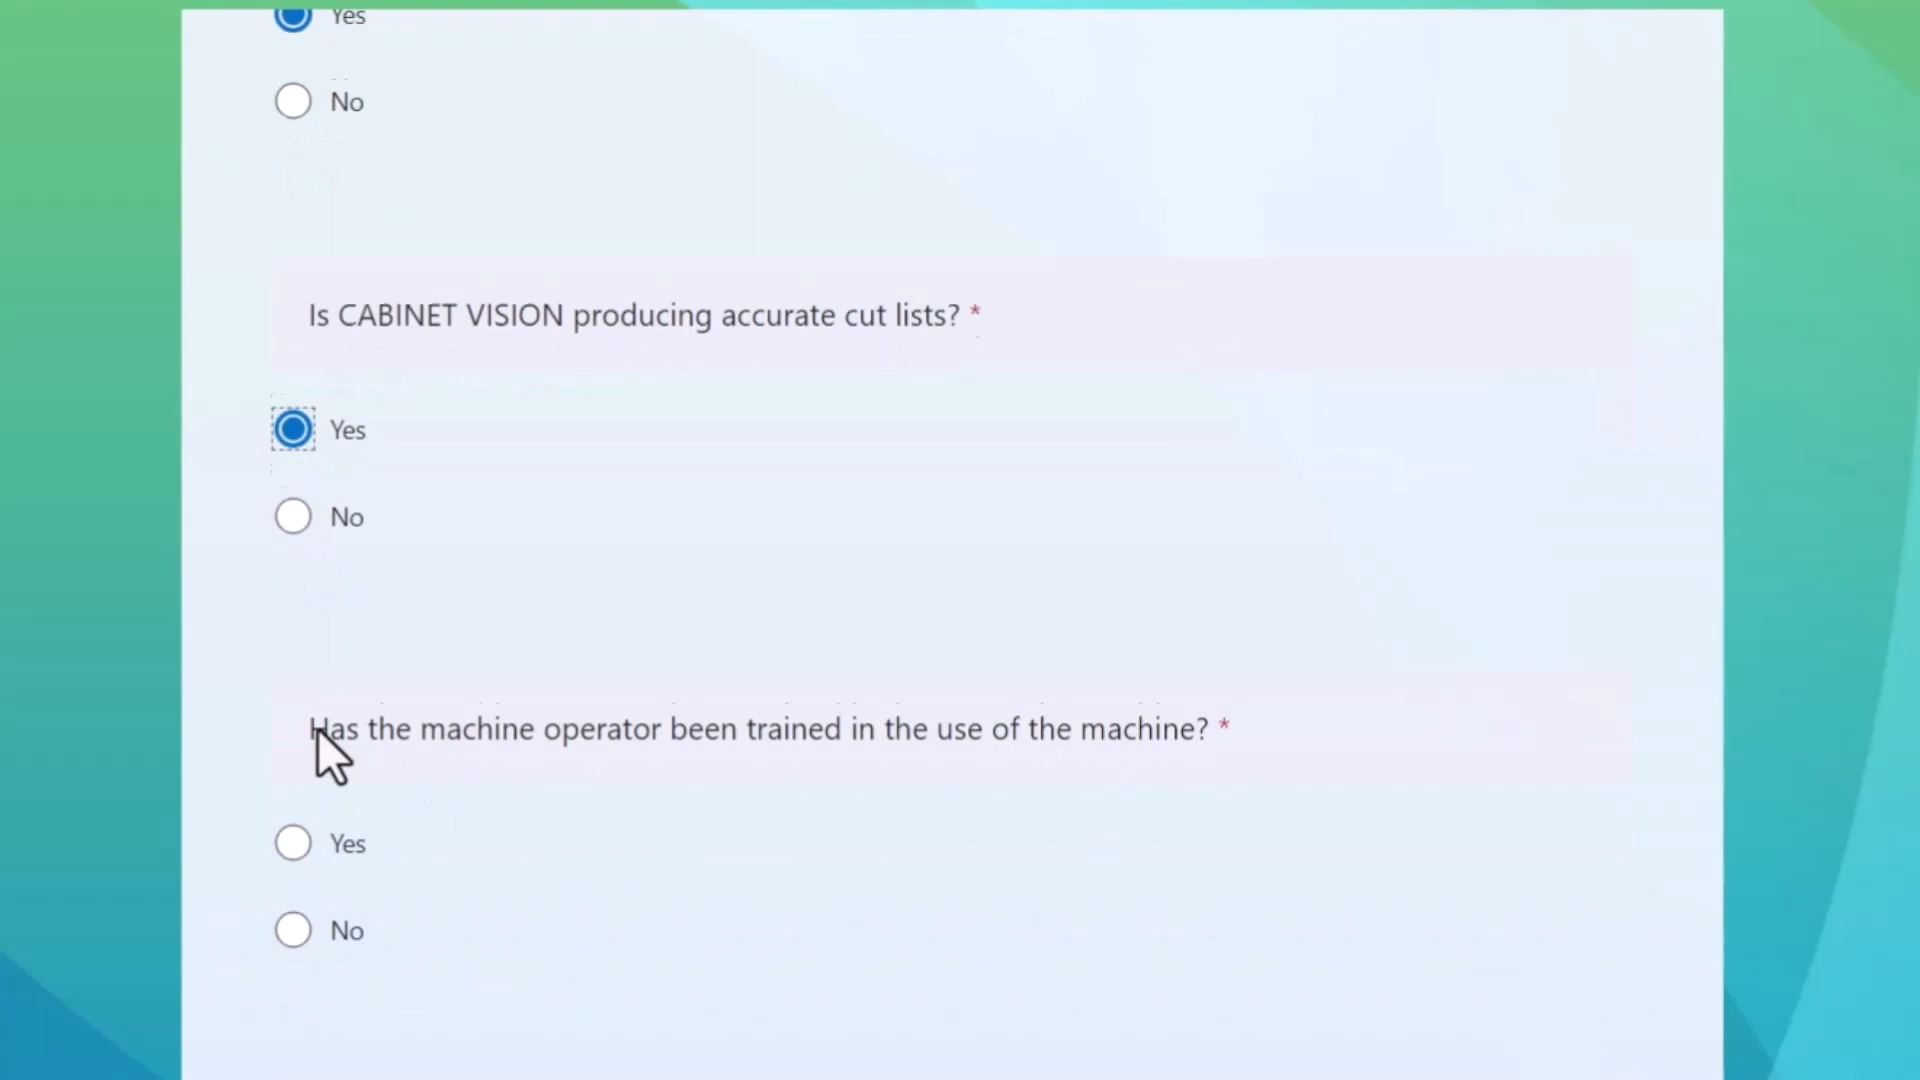 Yes
No
Is CABINET VISION producing accurate cut lists? *
Yes
No
Has the machine operator been trained in the use of the machine? *
Yes
No